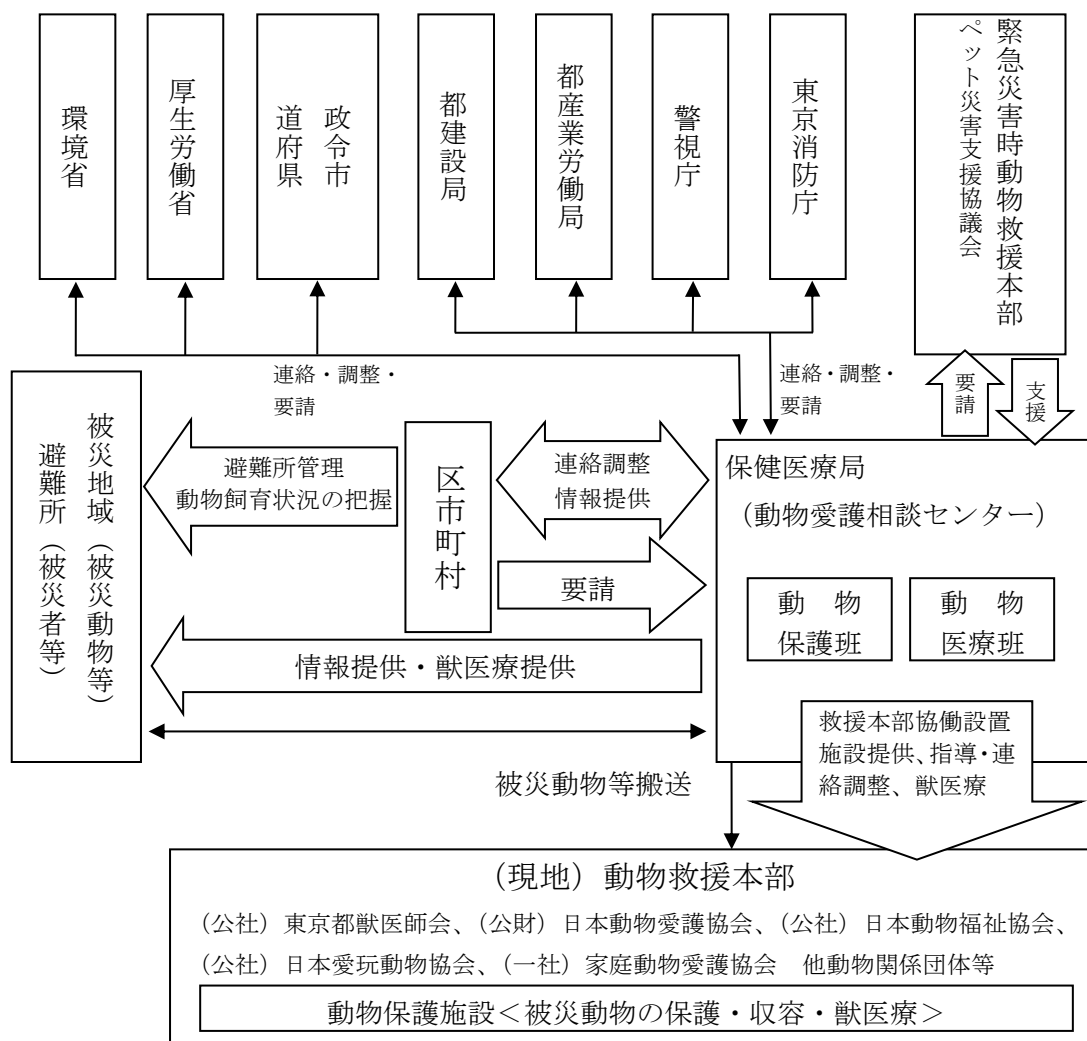 環境省
厚生労働省
政令市
道府県
都建設局
都産業労働局
警視庁
東京消防庁
緊急災害時動物救援本部
ペット災害支援協議会
連絡・調整・
要請
連絡・調整・
要請
要請
支援
被災地域（被災動物等）
避難所（被災者等）
避難所管理
動物飼育状況の把握
区市町村
連絡調整
情報提供
要請
保健医療局
（動物愛護相談センター）
動　物
保護班
動　物
医療班
情報提供・獣医療提供
救援本部協働設置
施設提供、指導・連
絡調整、獣医療
被災動物等搬送
（現地）動物救援本部
（公社）東京都獣医師会、（公財）日本動物愛護協会、（公社）日本動物福祉協会、
（公社）日本愛玩動物協会、（一社）家庭動物愛護協会　他動物関係団体等
動物保護施設＜被災動物の保護・収容・獣医療＞